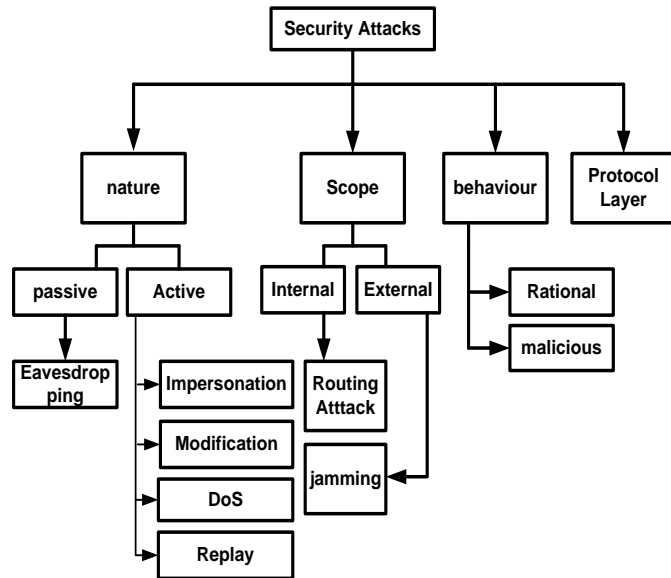 Security Attacks
nature
Scope
behaviour
Protocol
Layer
passive
Active
Internal
External
Rational
malicious
Eavesdrop
ping
Impersonation
Modification
DoS
Replay
Routing
Atttack
jamming